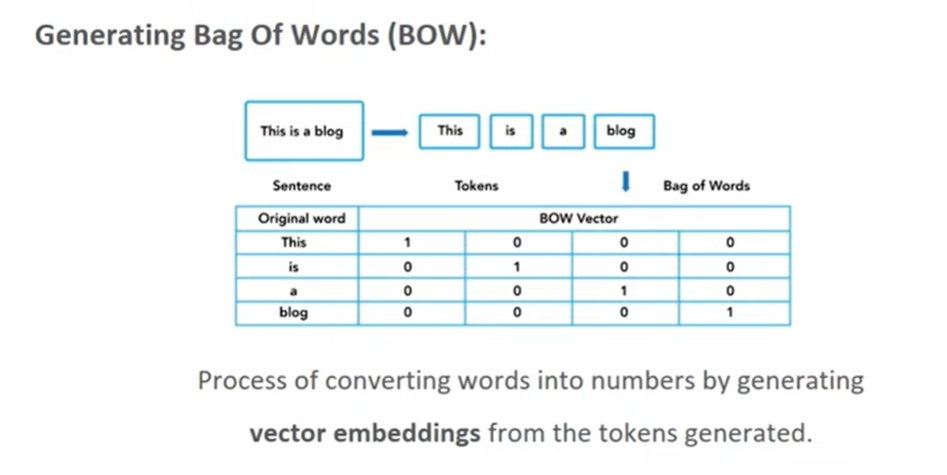 Generating Bag Of Words (BOW):
This is a blog This is a blog
Sentence Tokens Bag of Words
Original word BOW Vector
This 1 0 0 0
is 0 1 0 0
a 0 0 1 0
blog 0 0 0 1
Process of converting words into numbers by generating
vector embeddings from the tokens generated.